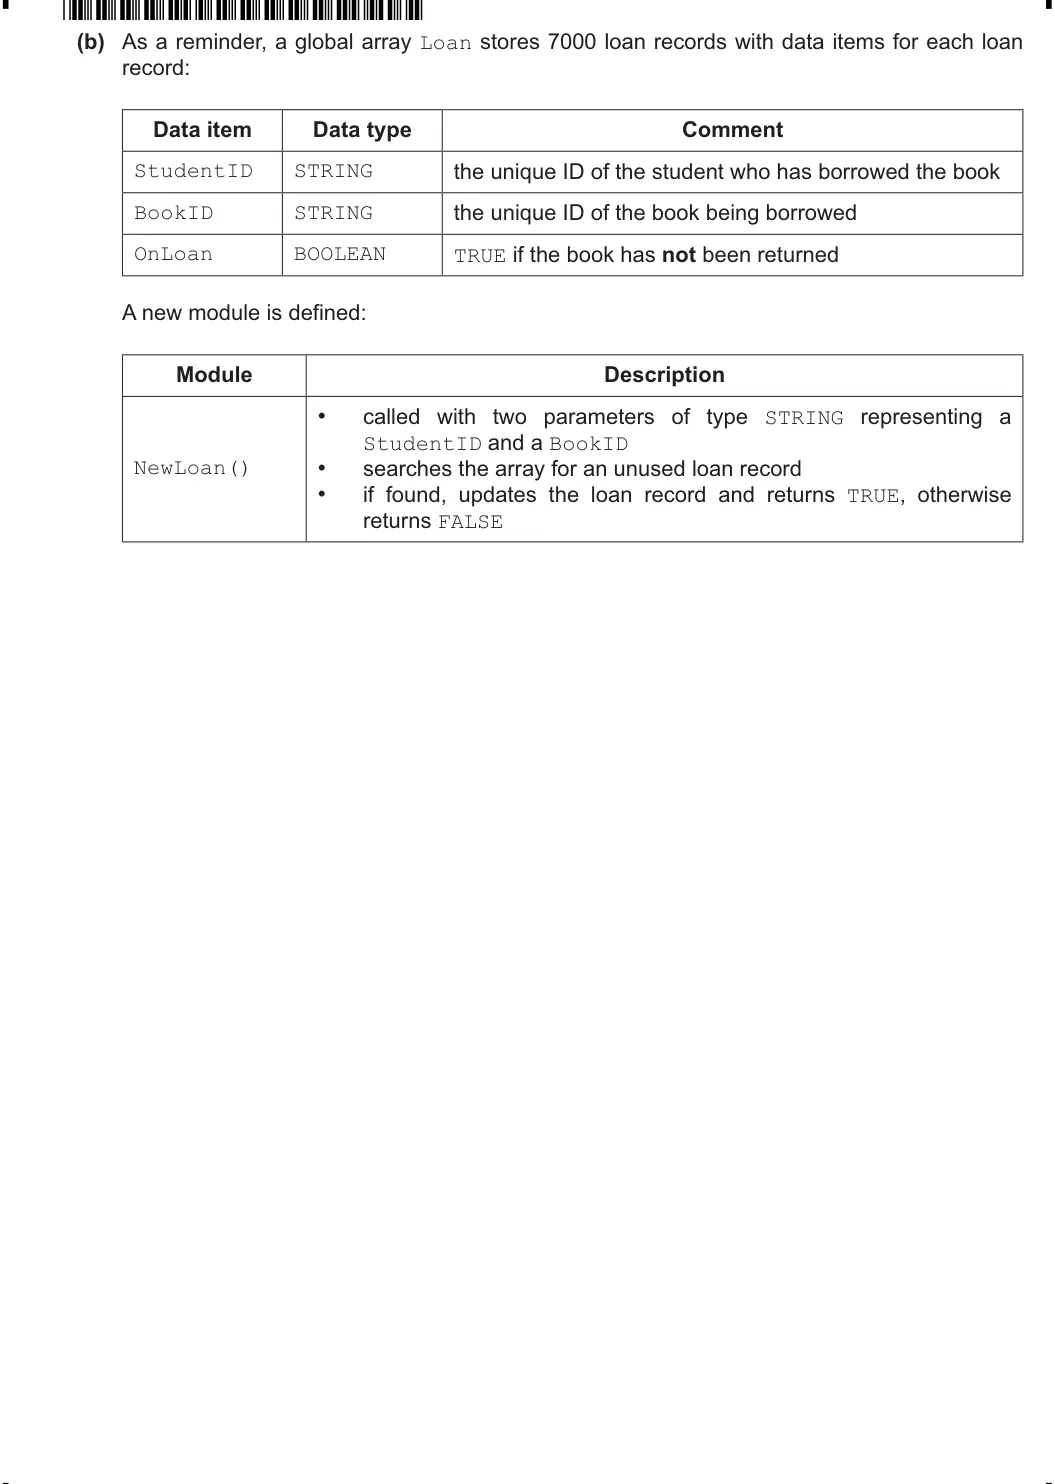 (b) As a reminder, a global array Loan stores 7000 loan records with data items for each loan
record:
Data item Data type Comment
StudentID STRING the unique ID of the student who has borrowed the book
BookID STRING the unique ID of the book being borrowed
OnLoan BOOLEAN TRUE if the book has not been returned
A new module is defined:
Module Description
NewLoan()
• called with two parameters of type STRING representing a
StudentID and a BookID
• searches the array for an unused loan record
• if found, updates the loan record and returns TRUE, otherwise
returns FALSE